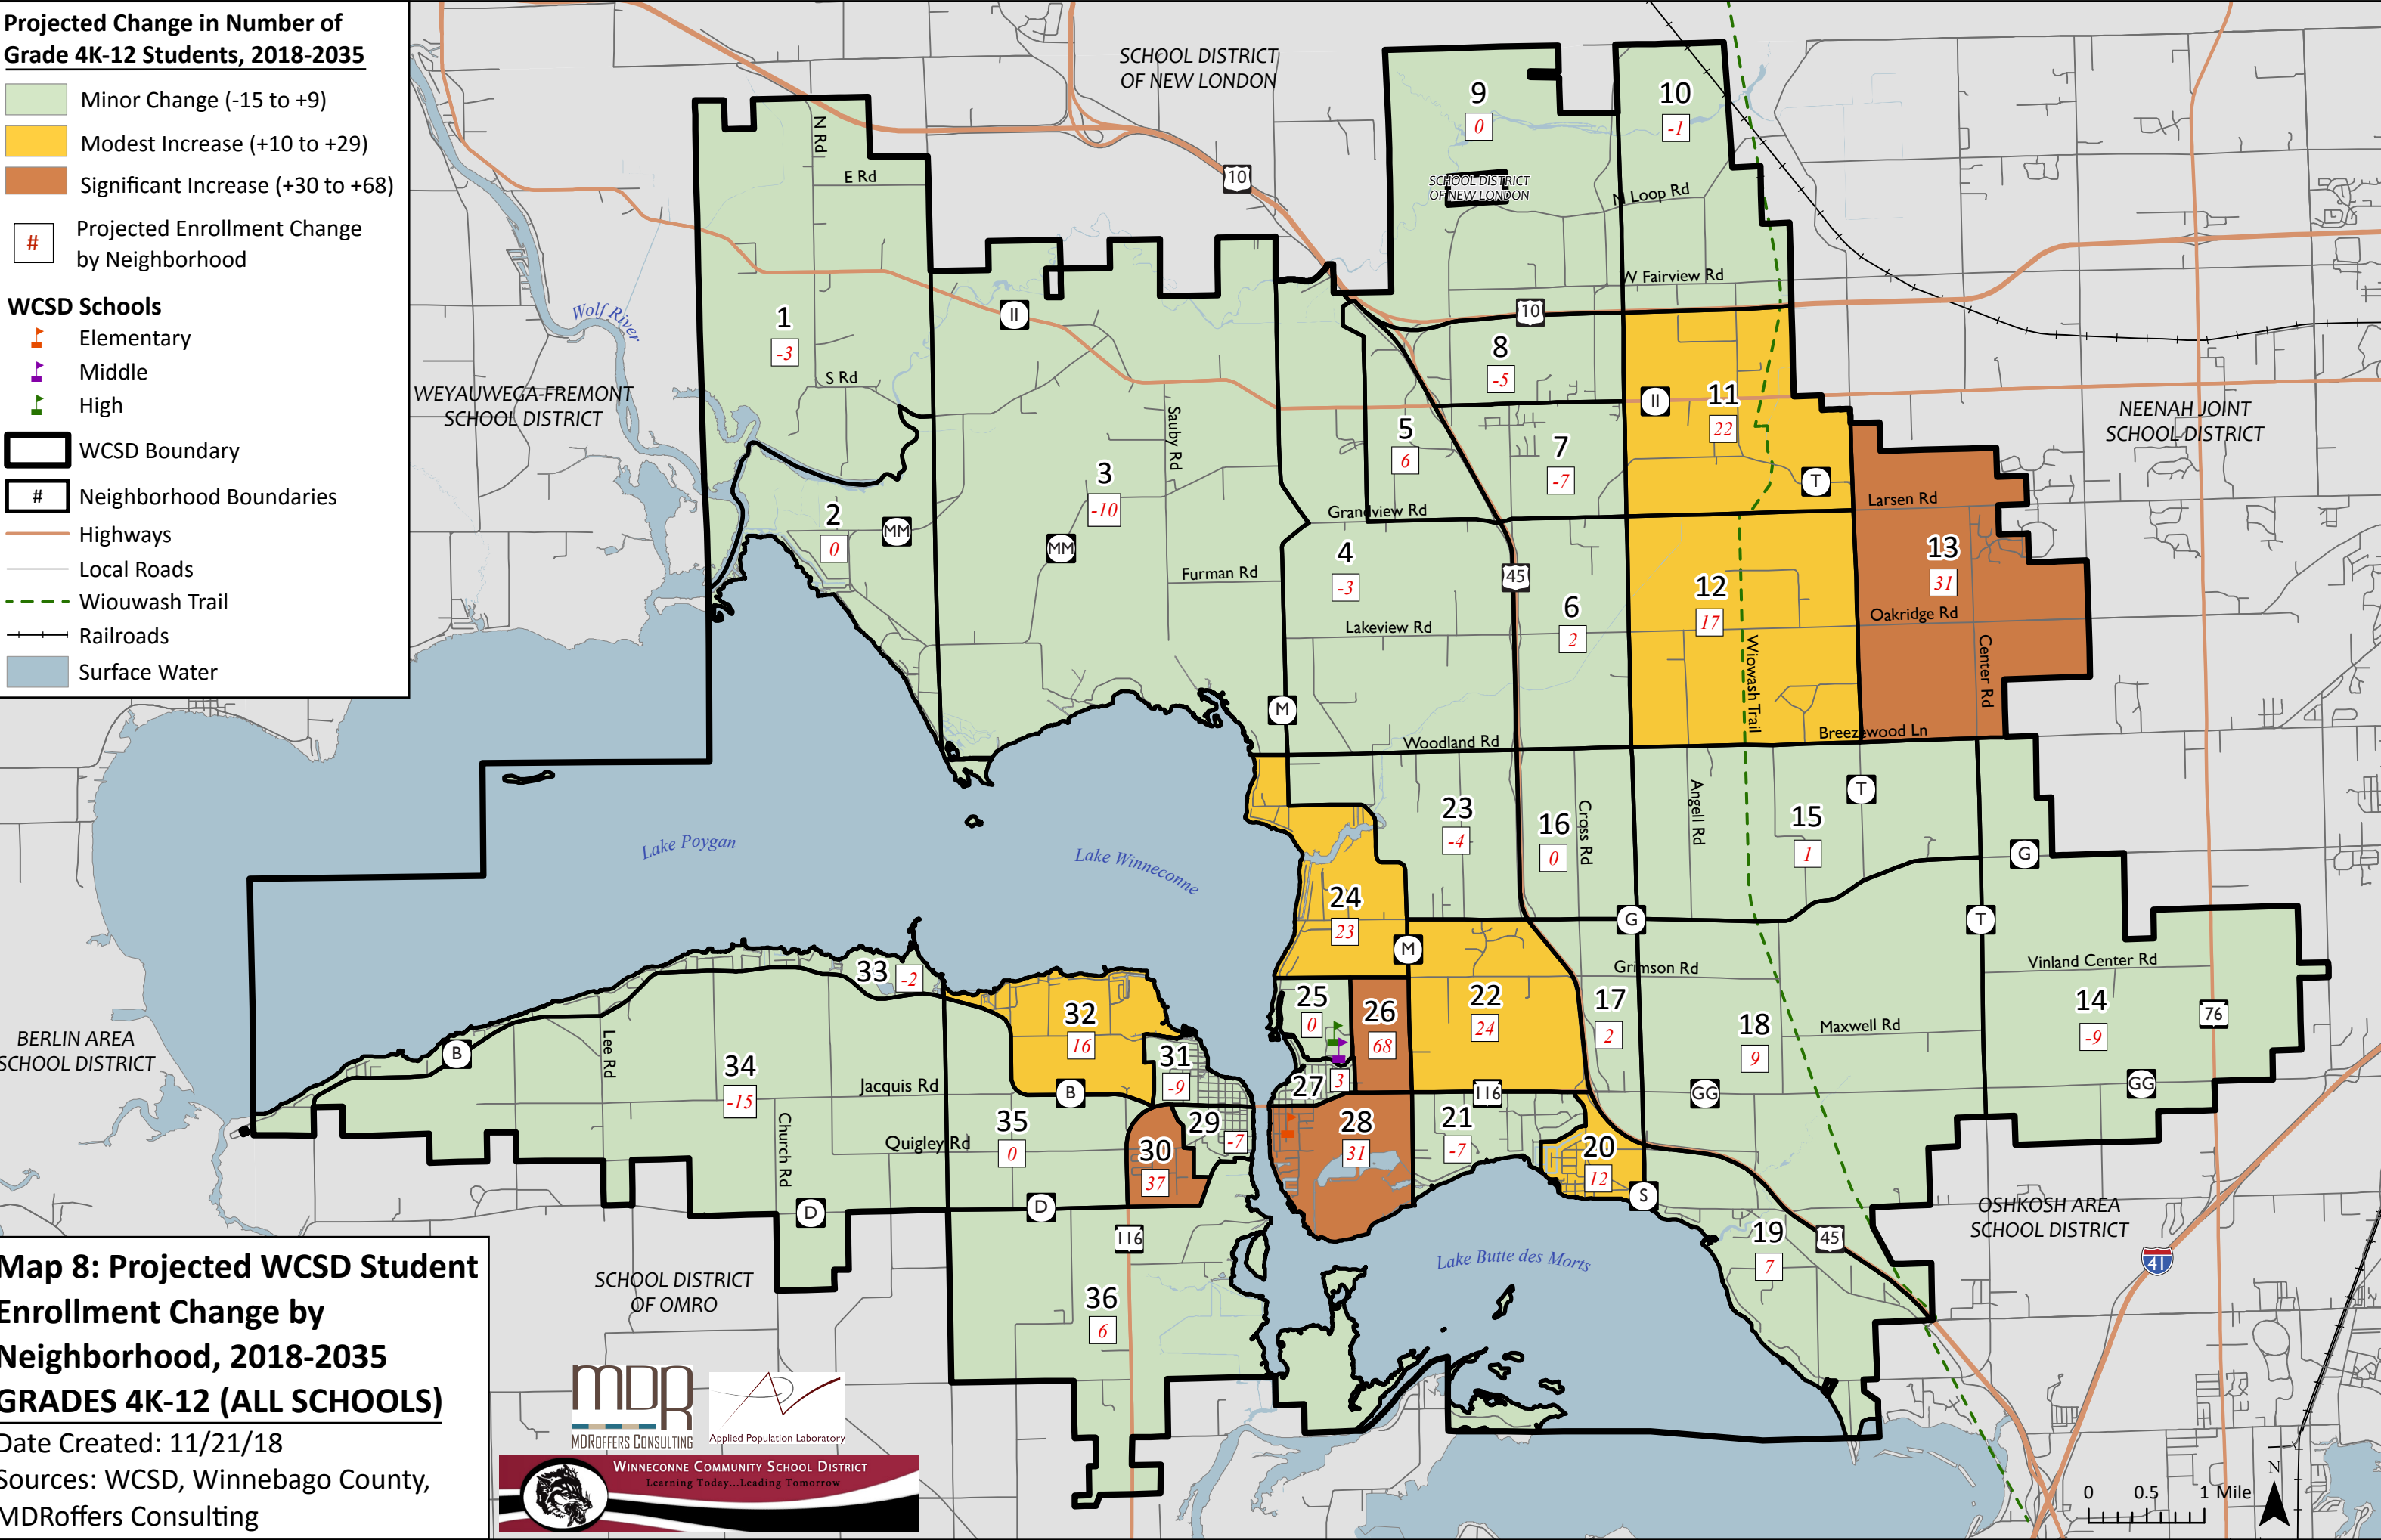 Projected Change in Number of
Grade 4K-12 Students, 2018-2035
Minor Change (-15 to +9)
Modest Increase (+10 to +29)
Significant Increase (+30 to +68)
#
Projected Enrollment Change
by Neighborhood
WCSD Schools
Elementary
Middle
High
WCSD Boundary
#
Neighborhood Boundaries
Highways
Local Roads
Wiouwash Trail
Railroads
Surface Water
SCHOOL DISTRICT
OF NEW LONDON
10
9
0
10
-1
SCHOOL DISTRICT
OF NEW LONDON
N Loop Rd
N Rd
E Rd
W Fairview Rd
10
Wolf River
1
-3
II
S Rd
WEYAUWEGA-FREMONT
SCHOOL DISTRICT
8
-5
II
11
22
NEENAH JOINT
SCHOOL DISTRICT
Sauby Rd
5
6
7
-7
T
3
-10
2
0
MM
MM
Grandview Rd
Larsen Rd
4
-3
Furman Rd
45
13
31
12
17
6
2
Lakeview Rd
Oakridge Rd
Wiowash Trail
Center Rd
M
Woodland Rd
Breezewood Ln
Angell Rd
T
Cross Rd
23
-4
16
0
15
1
G
Lake Poygan
Lake Winneconne
24
23
G
T
M
33
-2
Grimson Rd
Vinland Center Rd
32
16
25
0
26
68
22
24
17
2
18
9
Maxwell Rd
14
-9
76
BERLIN AREA
SCHOOL DISTRICT
B
Lee Rd
34
-15
Jacquis Rd
B
31
-9
27
3
116
GG
GG
Church Rd
Quigley Rd
35
0
29
-7
28
31
21
-7
30
37
20
12
S
D
D
116
OSHKOSH AREA
SCHOOL DISTRICT
19
7
45
41
Lake Butte des Morts
SCHOOL DISTRICT
OF OMRO
36
6
Map 8: Projected WCSD Student
Enrollment Change by
Neighborhood, 2018-2035
GRADES 4K-12 (ALL SCHOOLS)
Date Created: 11/21/18
Sources: WCSD, Winnebago County,
MDRoffers Consulting
MDR
MDROFFERS CONSULTING
Applied Population Laboratory
WINNECONNE COMMUNITY SCHOOL DISTRICT
Learning Today...Leading Tomorrow
0 0.5 1 Mile
N